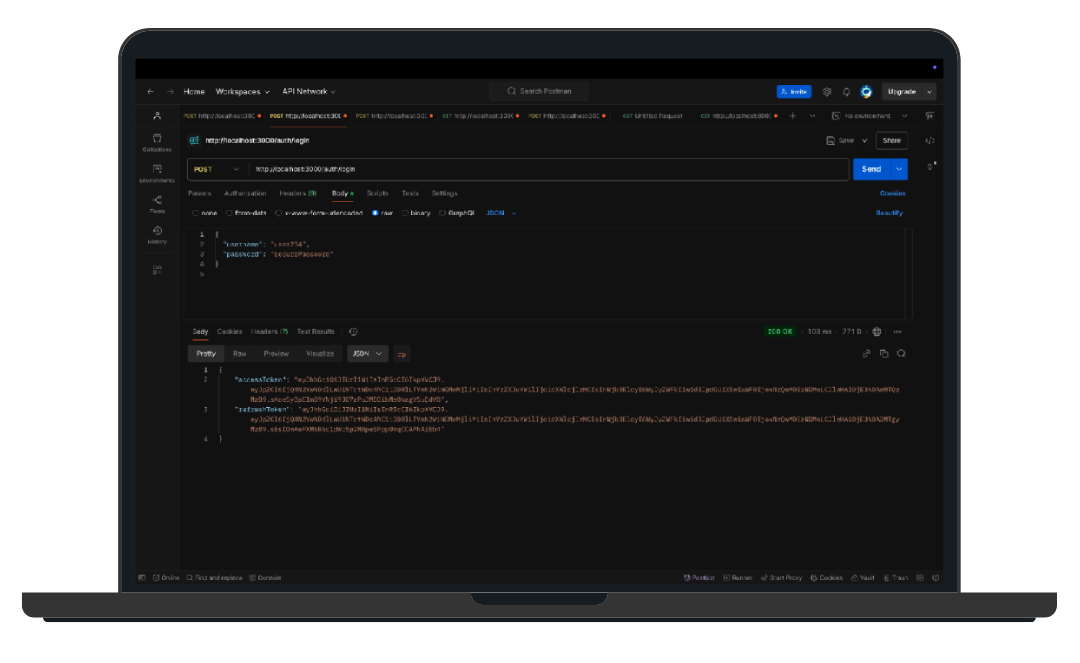 Home Workspaces API Network Search Postman Invite Upgrade
POST http://localhost:300 POST http://localhost:300 POST http://localhost:300 GET http://localhost:300 POST http://localhost:300 GET Untitled Request GET http://localhost:3000 No environment
http://localhost:3000/auth/login Save Share
Collections
POST http://localhost:3000/auth/login Send
Environments
Params Authorization Headers (9) Body Scripts Tests Settings Cookies
Flows
none form-data x-www-form-urlencoded raw binary GraphQL JSON Beautify
History
1 {
2 "username": "user234",
3 "password": "securePassword"
4 }
5
Body Cookies Headers (7) Test Results 200 OK 103 ms 771 B
Pretty Raw Preview Visualize JSON
1 {
2 "accessToken":
3 "refreshToken":
4 }
Online Find and replace Console Postbot Runner Start Proxy Cookies Vault Trash